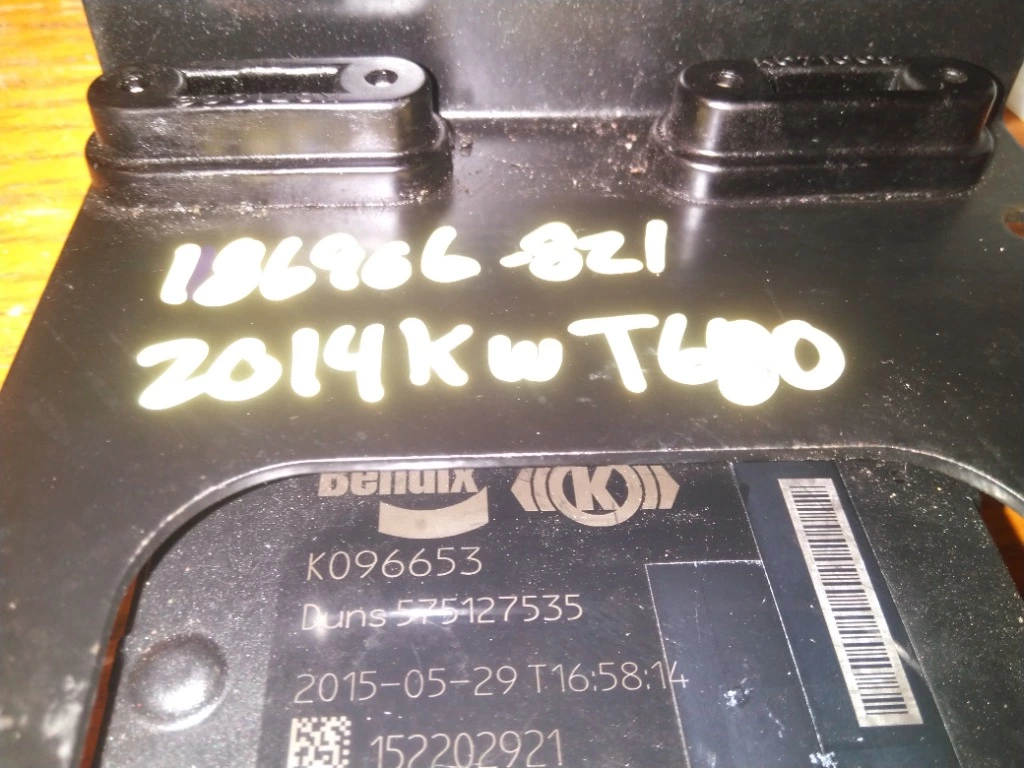 186966-821
2014 KW T680
Bendix
K
K096653
Duns 575127535
2015-05-29 T16:58:14
152202921